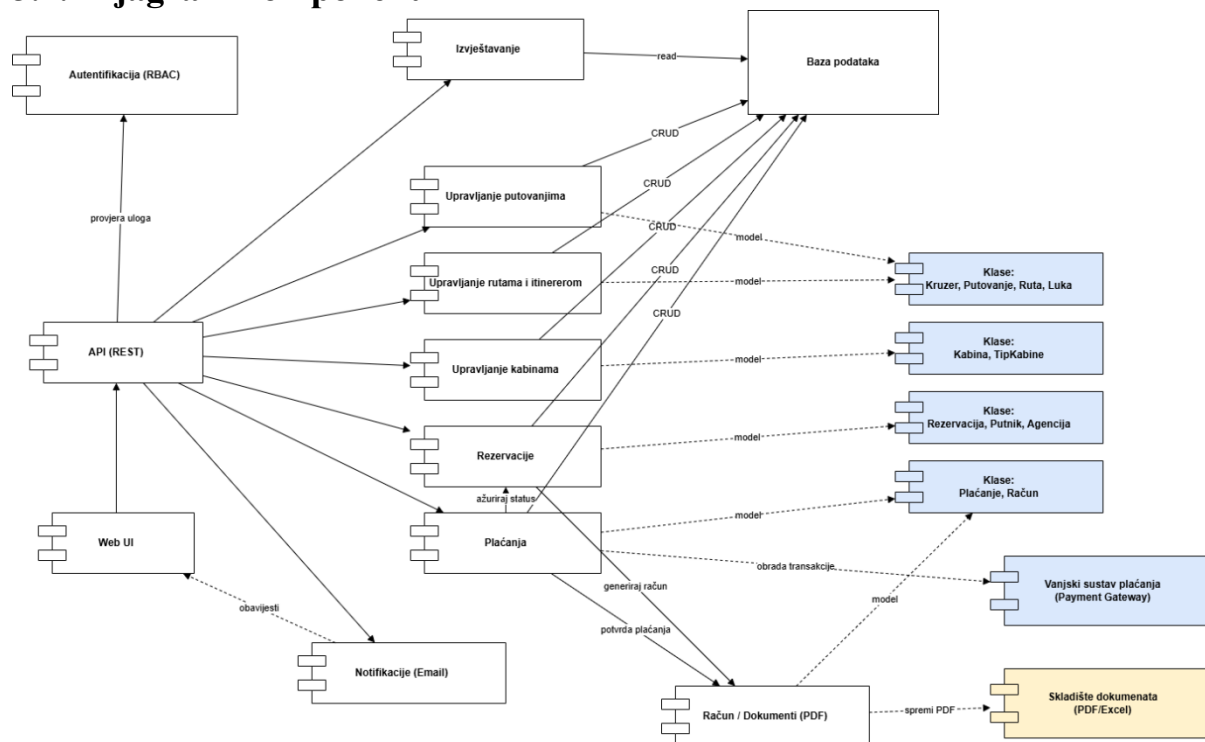 Autentifikacija (RBAC)
Izvještavanje
read
Baza podataka
CRUD
Upravljanje putovanjima
CRUD
provjera uloga
CRUD
model
Upravljanje rutama i itinererom
CRUD
model
Klase:
Kruzer, Putovanje, Ruta, Luka
CRUD
API (REST)
Upravljanje kabinama
model
Klase:
Kabina, TipKabine
Rezervacije
model
Klase:
Rezervacija, Putnik, Agencija
ažuriraj status
Klase:
Plaćanje, Račun
model
Web UI
Plaćanja
obrada transakcije
Vanjski sustav plaćanja
(Payment Gateway)
generiraj račun
model
obavijesti
potvrda plaćanja
Notifikacije (Email)
Račun / Dokumenti (PDF)
spremi PDF
Skladište dokumenata
(PDF/Excel)